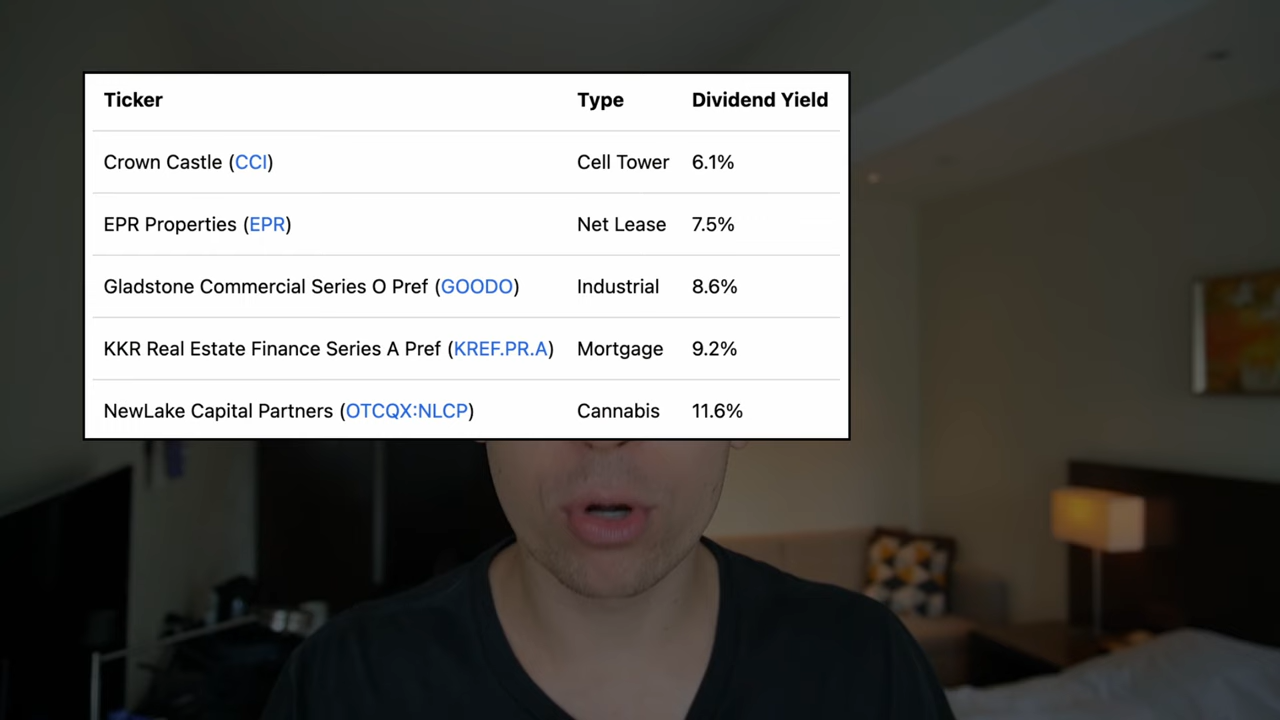 Ticker Type Dividend Yield
Crown Castle (CCI) Cell Tower 6.1%
EPR Properties (EPR) Net Lease 7.5%
Gladstone Commercial Series O Pref (GOODO) Industrial 8.6%
KKR Real Estate Finance Series A Pref (KREF.PR.A) Mortgage 9.2%
NewLake Capital Partners (OTCQX:NLCP) Cannabis 11.6%